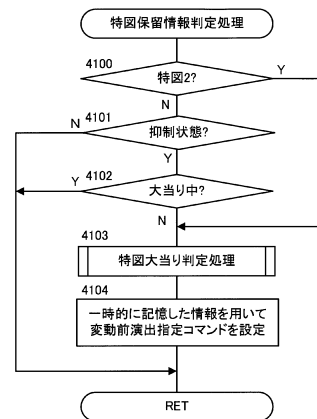 特図保留情報判定処理
4100
特図2?
Y
N
4101
N
抑制状態?
Y
4102
Y
大当り中?
N
4103
特図大当り判定処理
4104
一時的に記憶した情報を用いて
変動前演出指定コマンドを設定
RET